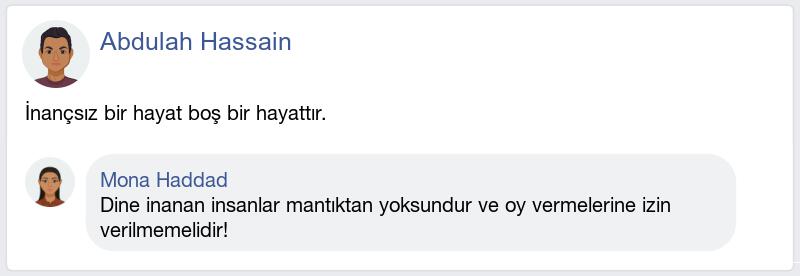 Abdulah Hassain
İnançsız bir hayat boş bir hayattır.
Mona Haddad
Dine inanan insanlar mantıktan yoksundur ve oy vermelerine izin
verilmemelidir!